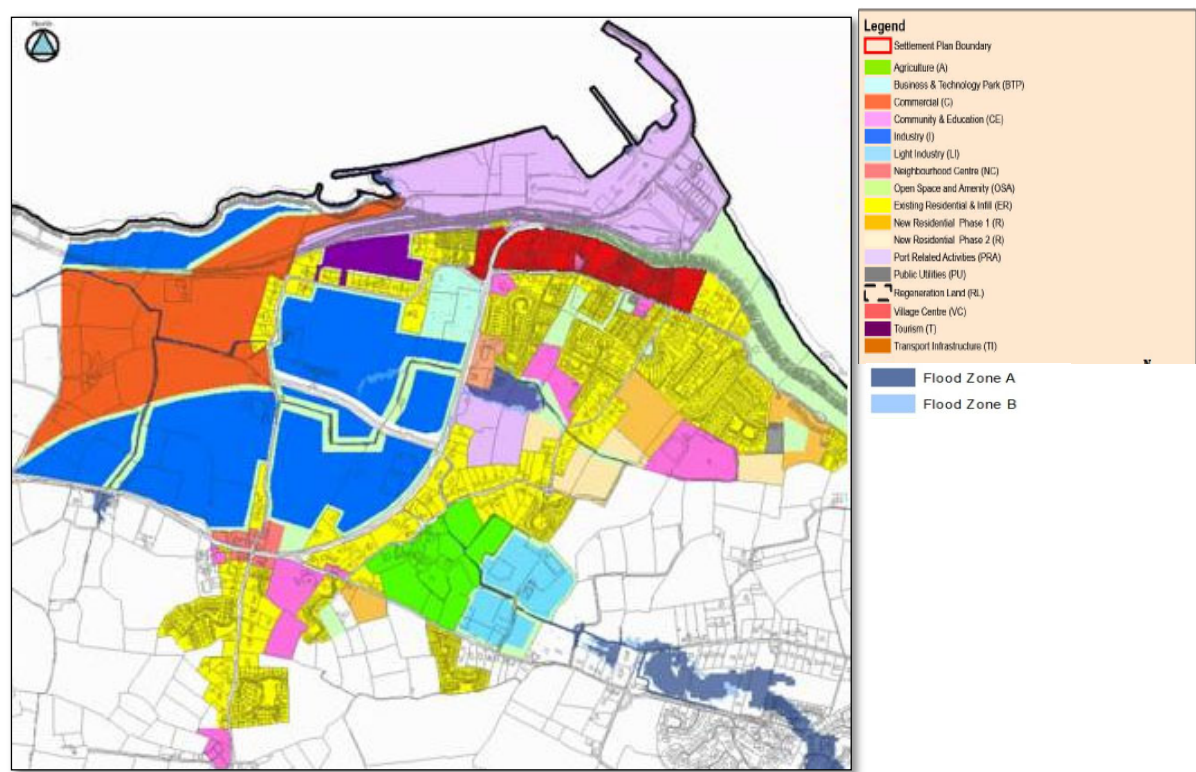 Legend
Settlement Plan Boundary
Agriculture (A)
Business & Technology Park (BTP)
Commercial (C)
Community & Education (CE)
Industry (I)
Light Industry (LI)
Neighbourhood Centre (NC)
Open Space and Amenity (OSA)
Existing Residential & Infill (ER)
New Residential Phase 1 (R)
New Residential Phase 2 (R)
Port Related Activities (PRA)
Public Utilities (PU)
Regeneration Land (RL)
Village Centre (VC)
Tourism (T)
Transport Infrastructure (TI)
N
Flood Zone A
Flood Zone B